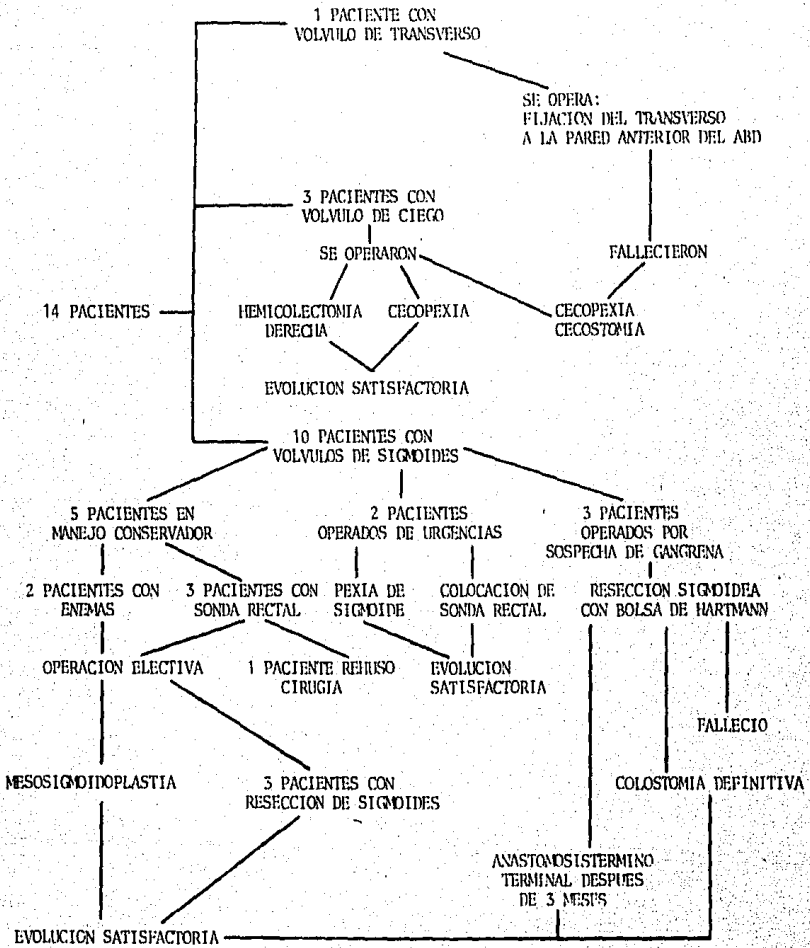 1 PACIENTE CON
VOLVULO DE TRANSVERSO
SE OPERA:
FIJACION DEL TRANSVERSO
A LA PARED ANTERIOR DEL ABD
3 PACIENTES CON
VOLVULO DE CIEGO
SE OPERARON
FALLECIERON
14 PACIENTES
HEMICOLECTOMIA
DERECHA
CECOPEXIA
CECOPEXIA
CECOSTOMIA
EVOLUCION SATISFACTORIA
10 PACIENTES CON
VOLVULOS DE SIGMOIDES
5 PACIENTES EN
MANEJO CONSERVADOR
2 PACIENTES
OPERADOS DE URGENCIAS
3 PACIENTES
OPERADOS POR
SOSPECHA DE GANGRENA
2 PACIENTES CON
ENEMAS
3 PACIENTES CON
SONDA RECTAL
PEXIA DE
SIGMOIDE
COLOCACION DE
SONDA RECTAL
RESECCION SIGMOIDEA
CON BOLSA DE HARTMANN
OPERACION ELECTIVA
1 PACIENTE REHUSO
CIRUGIA
EVOLUCION
SATISFACTORIA
FALLECIO
MESOSIGMOIDOPLASTIA
3 PACIENTES CON
RESECCION DE SIGMOIDES
COLOSTOMIA DEFINITIVA
ANASTOMOSISTERMINO
TERMINAL DESPUES
DE 3 MESES
EVOLUCION SATISFACTORIA